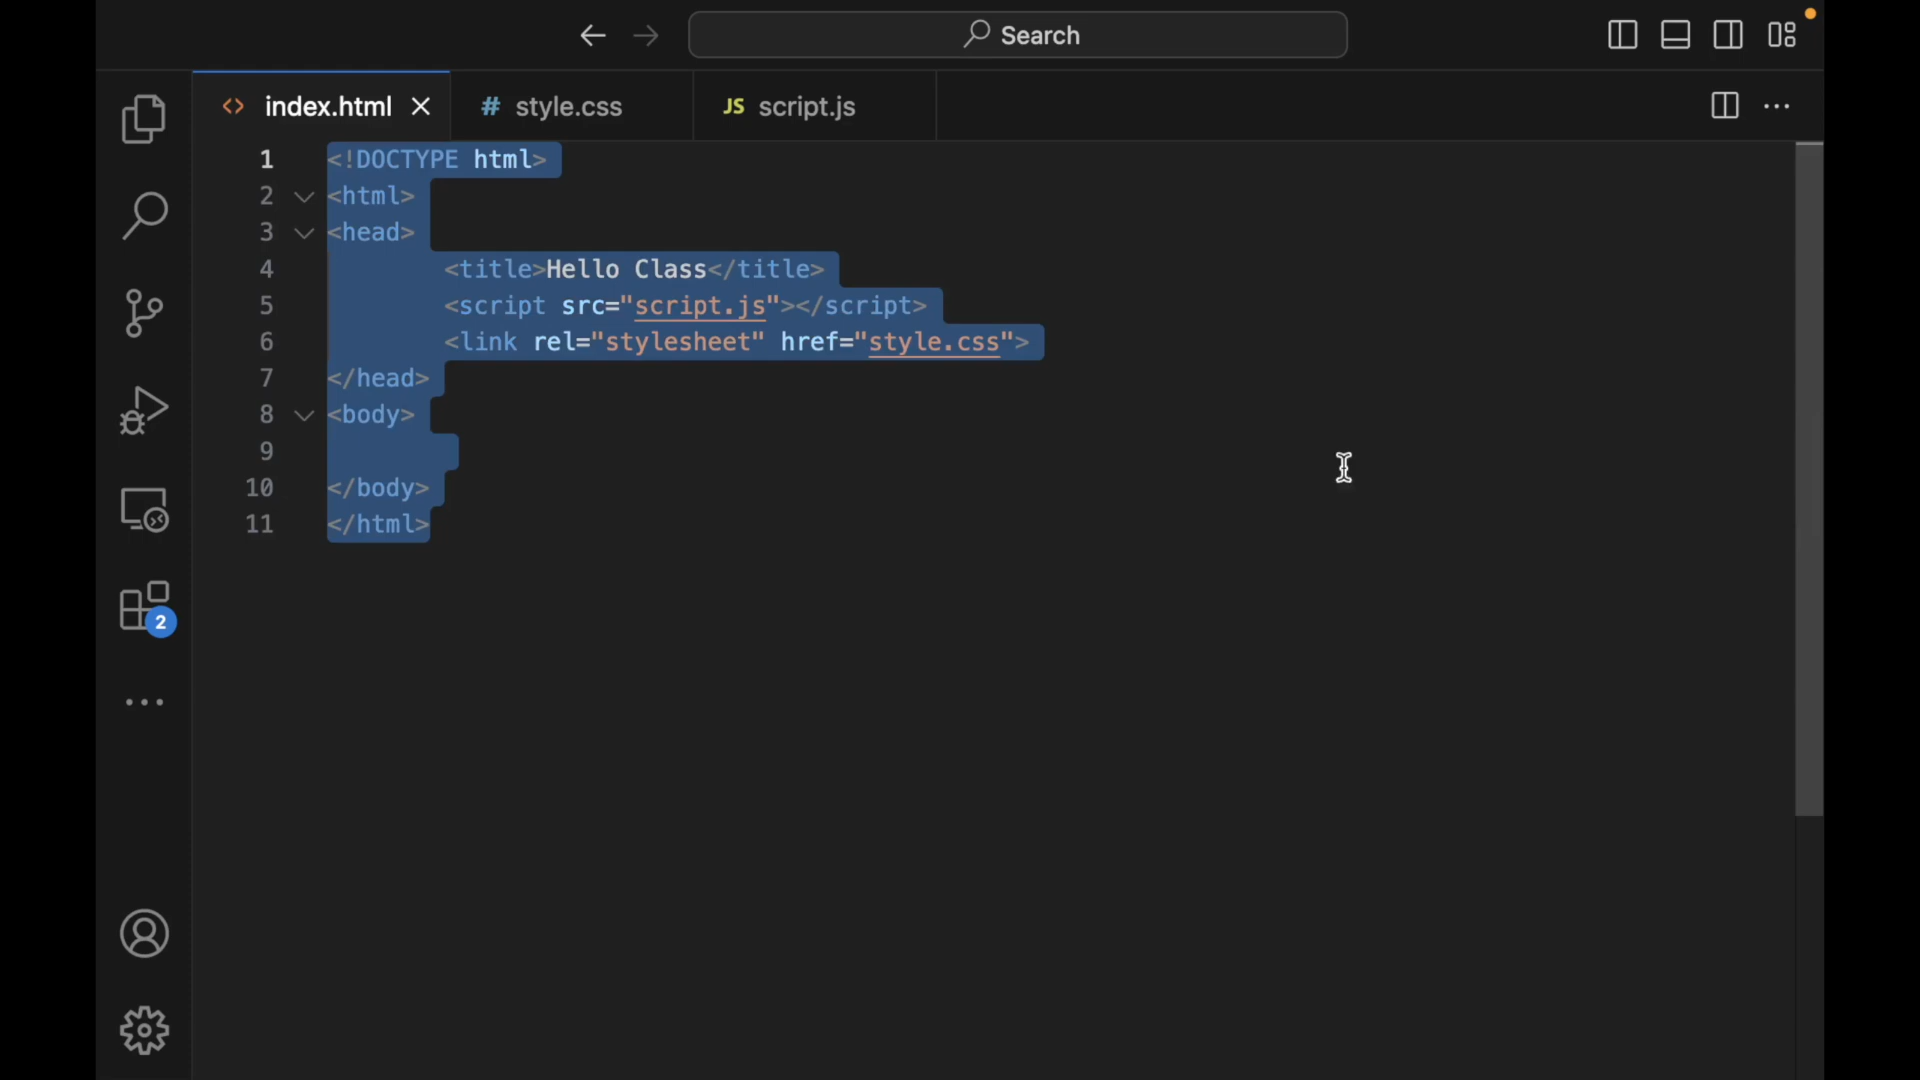 Search
index.html
# style.css
JS script.js
1 <!DOCTYPE html>
2 <html>
3 <head>
4 <title>Hello Class</title>
5 <script src="script.js"></script>
6 <link rel="stylesheet" href="style.css">
7 </head>
8 <body>
9
10 </body>
11 </html>
2